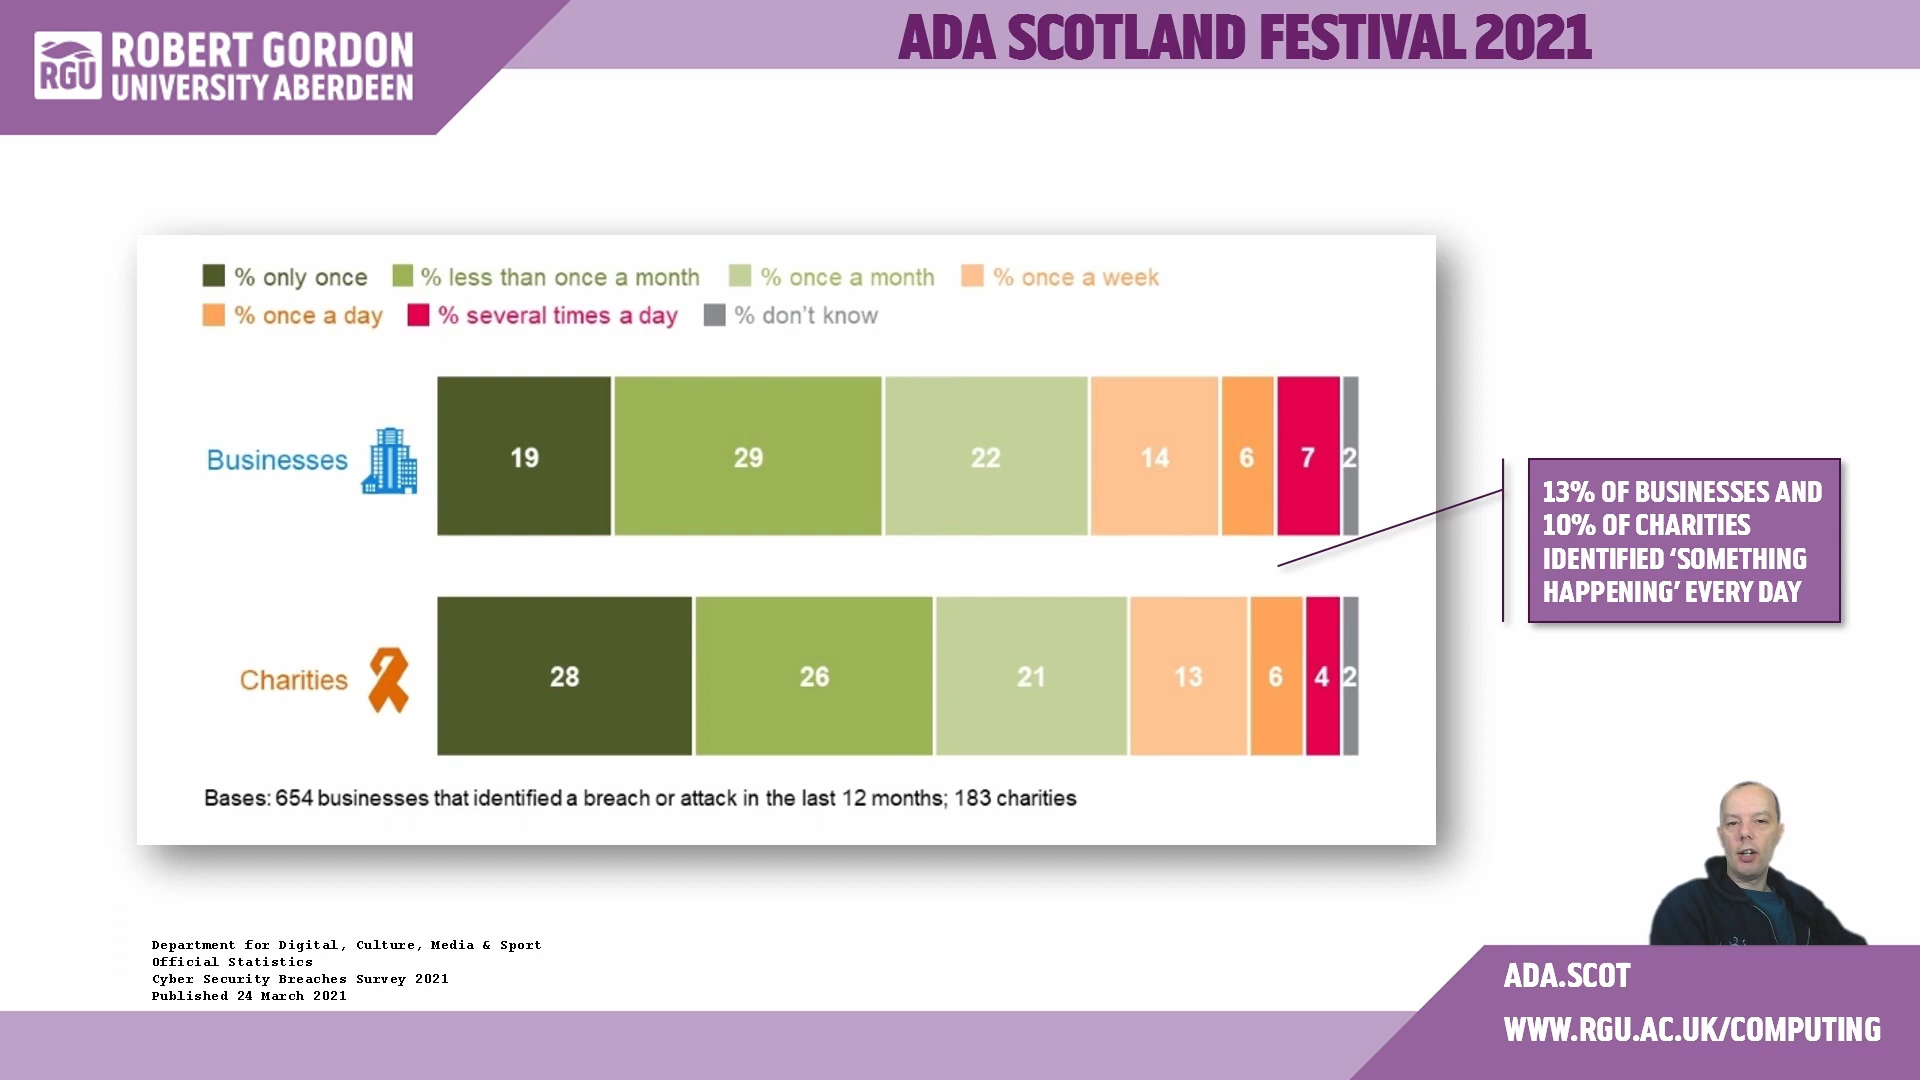 RGU
ROBERT GORDON
UNIVERSITY ABERDEEN
ADA SCOTLAND FESTIVAL 2021
% only once % less than once a month % once a month % once a week
% once a day % several times a day % don't know
Businesses 19 29 22 14 6 7 2
13% OF BUSINESSES AND
10% OF CHARITIES
IDENTIFIED ‘SOMETHING
HAPPENING’ EVERY DAY
Charities 28 26 21 13 6 4 2
Bases: 654 businesses that identified a breach or attack in the last 12 months; 183 charities
Department for Digital, Culture, Media & Sport
Official Statistics
Cyber Security Breaches Survey 2021
Published 24 March 2021
ADA.SCOT
WWW.RGU.AC.UK/COMPUTING